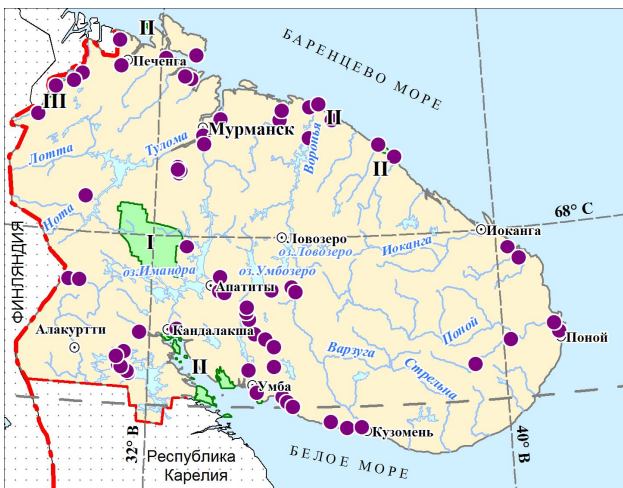 II
БАРЕНЦЕВО МОРЕ
Печенга
III
II
Мурманск
Тулома
Воронья
Лотта
II
Нота
68° С
Иоканга
I
Ловозеро
оз.Ловозеро
Иоканга
ФИНЛЯНДИЯ
оз.Имандра
оз.Умбозеро
Апатиты
Алакуртти
Кандалакша
Поной
Поной
Варзуга
II
Стрельна
Умба
32° В
Кузомень
40° В
Республика
Карелия
БЕЛОЕ МОРЕ